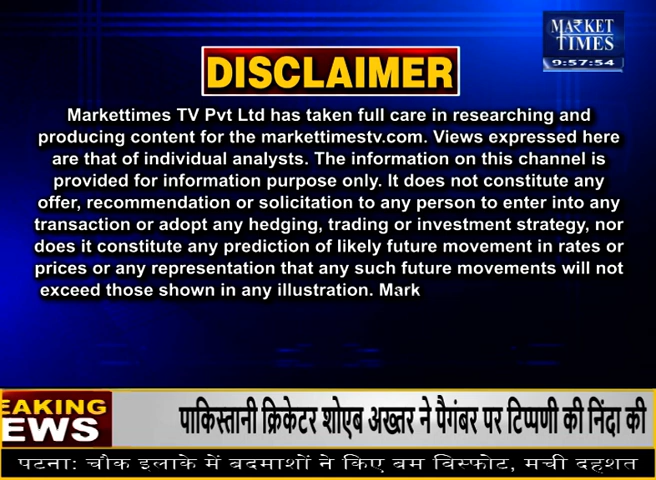 MARKET
TIMES
9:57:54
DISCLAIMER
Markettimes TV Pvt Ltd has taken full care in researching and
producing content for the markettimestv.com. Views expressed here
are that of individual analysts. The information on this channel is
provided for information purpose only. It does not constitute any
offer, recommendation or solicitation to any person to enter into any
transaction or adopt any hedging, trading or investment strategy, nor
does it constitute any prediction of likely future movement in rates or
prices or any representation that any such future movements will not
exceed those shown in any illustration. Mark
EAKING
EWS
पाकिस्तानी क्रिकेटर शोएब अख्तर ने पैगंबर पर टिप्पणी की निंदा की
पटना: चौक इलाके में बदमाशों ने किए बम विस्फोट, मची दहशत